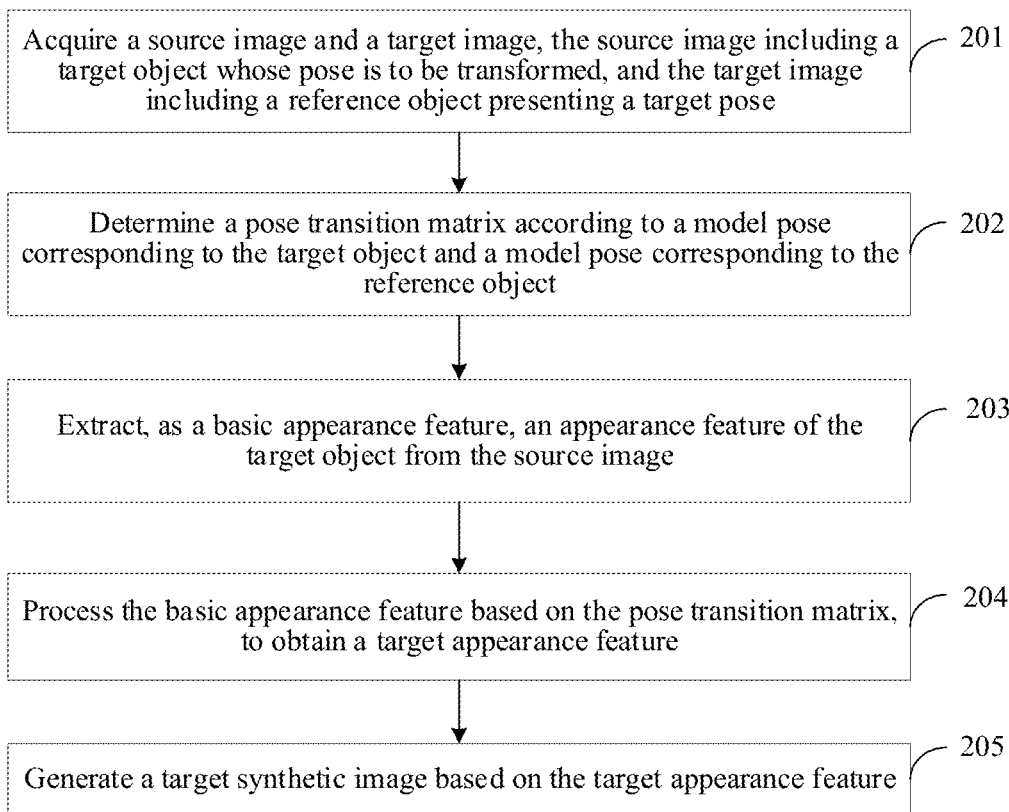 Acquire a source image and a target image, the source image including a
target object whose pose is to be transformed, and the target image
including a reference object presenting a target pose
201
Determine a pose transition matrix according to a model pose
corresponding to the target object and a model pose corresponding to the
reference object
202
Extract, as a basic appearance feature, an appearance feature of the
target object from the source image
203
Process the basic appearance feature based on the pose transition matrix,
to obtain a target appearance feature
204
Generate a target synthetic image based on the target appearance feature
205